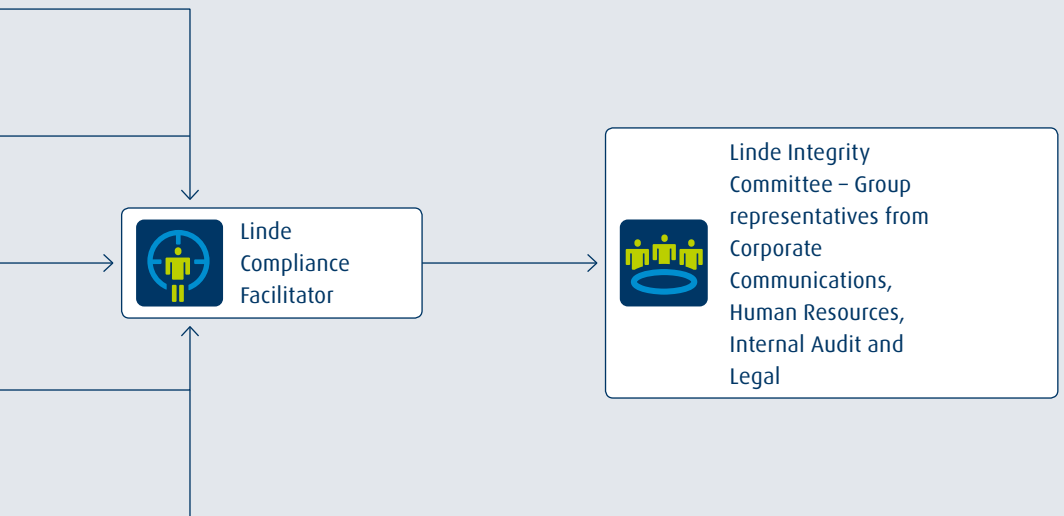 Linde
Compliance
Facilitator
Linde Integrity
Committee – Group
representatives from
Corporate
Communications,
Human Resources,
Internal Audit and
Legal